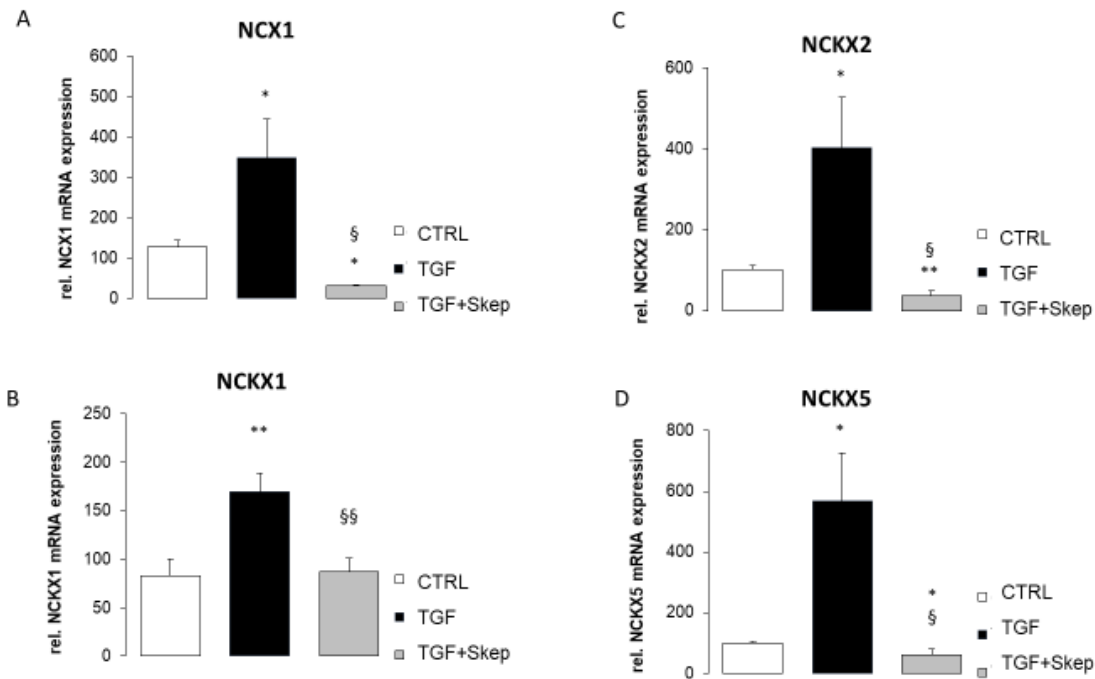 A
NCX1
rel. NCX1 mRNA expression
600
500
400
300
200
100
0
*
§
*
CTRL
TGF
TGF+Skep
B
NCKX1
rel. NCKX1 mRNA expression
250
200
150
100
50
0
**
§§
CTRL
TGF
TGF+Skep
C
NCKX2
rel. NCKX2 mRNA expression
600
400
200
0
*
§
**
CTRL
TGF
TGF+Skep
D
NCKX5
rel. NCKX5 mRNA expression
800
600
400
200
0
*
*
§
CTRL
TGF
TGF+Skep